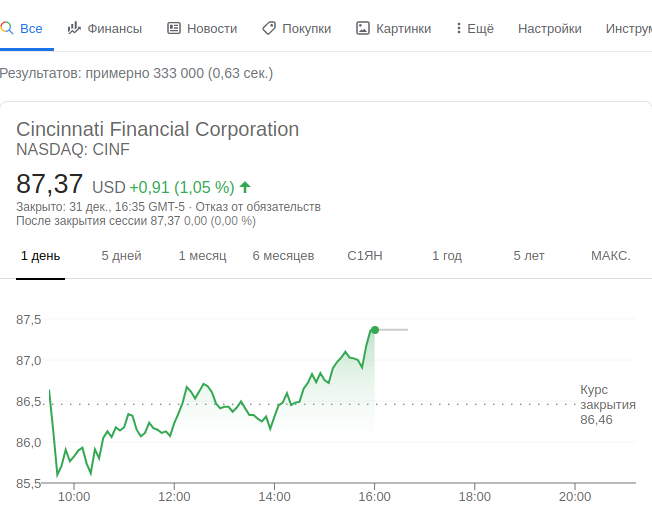 Все Финансы Новости Покупки Картинки Ещё Настройки Инстру
Результатов: примерно 333 000 (0,63 сек.)
Cincinnati Financial Corporation
NASDAQ: CINF
87,37 USD +0,91 (1,05 %)
Закрыто: 31 дек., 16:35 GMT-5 · Отказ от обязательств
После закрытия сессии 87,37 0,00 (0,00 %)
1 день 5 дней 1 месяц 6 месяцев С1ЯН 1 год 5 лет МАКС.
87,5
87,0
86,5
86,0
85,5
Курс
закрытия
86,46
10:00 12:00 14:00 16:00 18:00 20:00